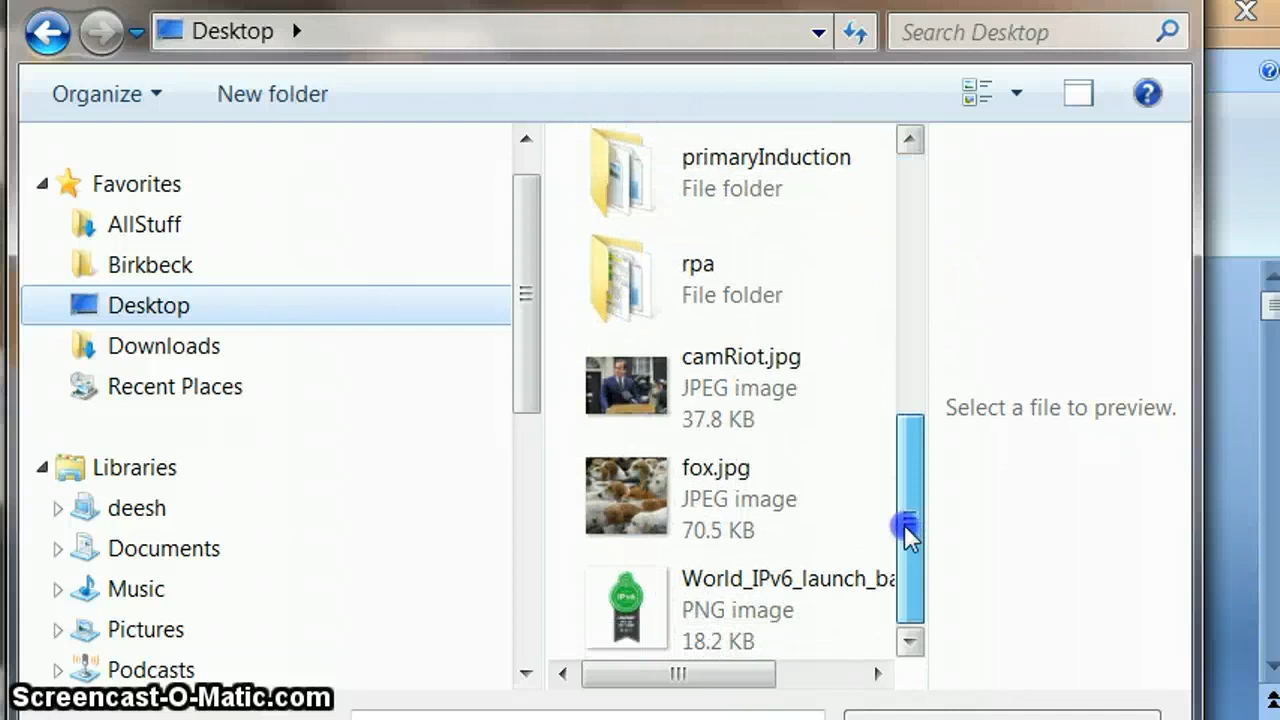 Desktop
Search Desktop
Organize
New folder
Favorites
AllStuff
Birkbeck
Desktop
Downloads
Recent Places
Libraries
deesh
Documents
Music
Pictures
Podcasts
primaryInduction
File folder
rpa
File folder
camRiot.jpg
JPEG image
37.8 KB
fox.jpg
JPEG image
70.5 KB
World_IPv6_launch_ba
PNG image
18.2 KB
Select a file to preview.
Screencast-O-Matic.com